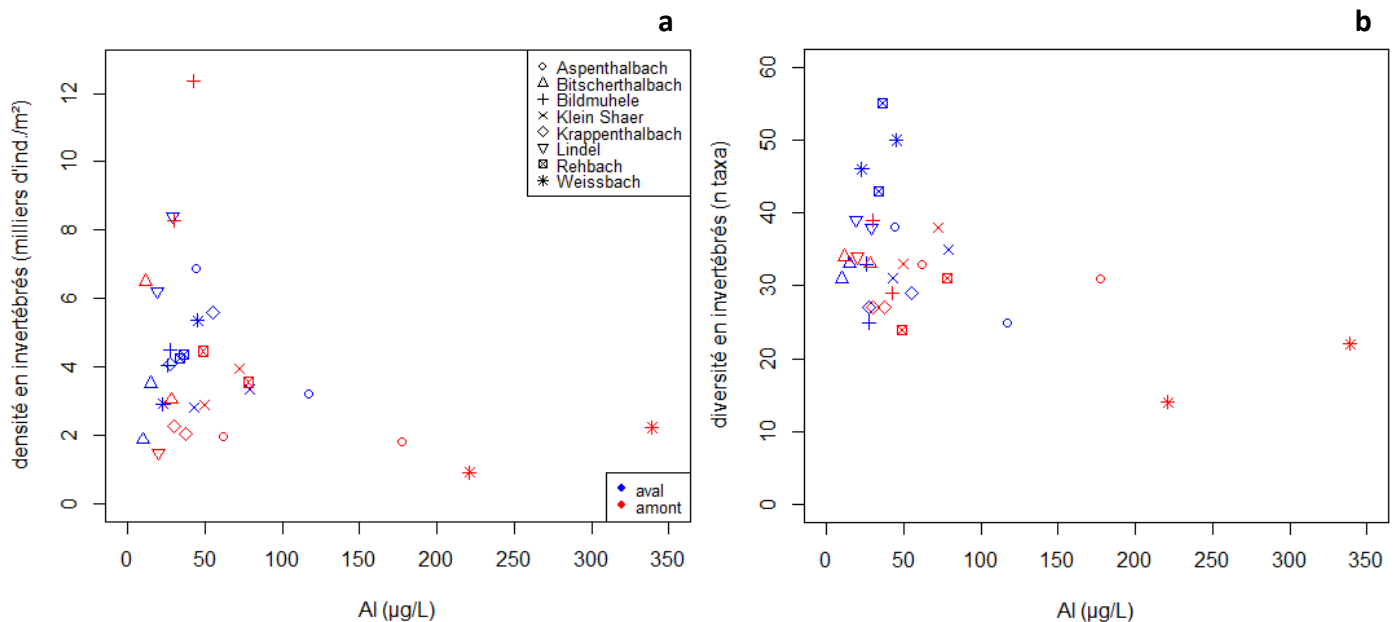 a
densité en invertébrés (milliers d'ind./m²)
0
2
4
6
8
10
12
Aspenthalbach
Bitscherthalbach
Bildmuhele
Klein Shaer
Krappenthalbach
Lindel
Rehbach
Weissbach
aval
amont
0 50 100 150 200 250 300 350
Al (µg/L)
b
diversité en invertébrés (n taxa)
0
10
20
30
40
50
60
0 50 100 150 200 250 300 350
Al (µg/L)